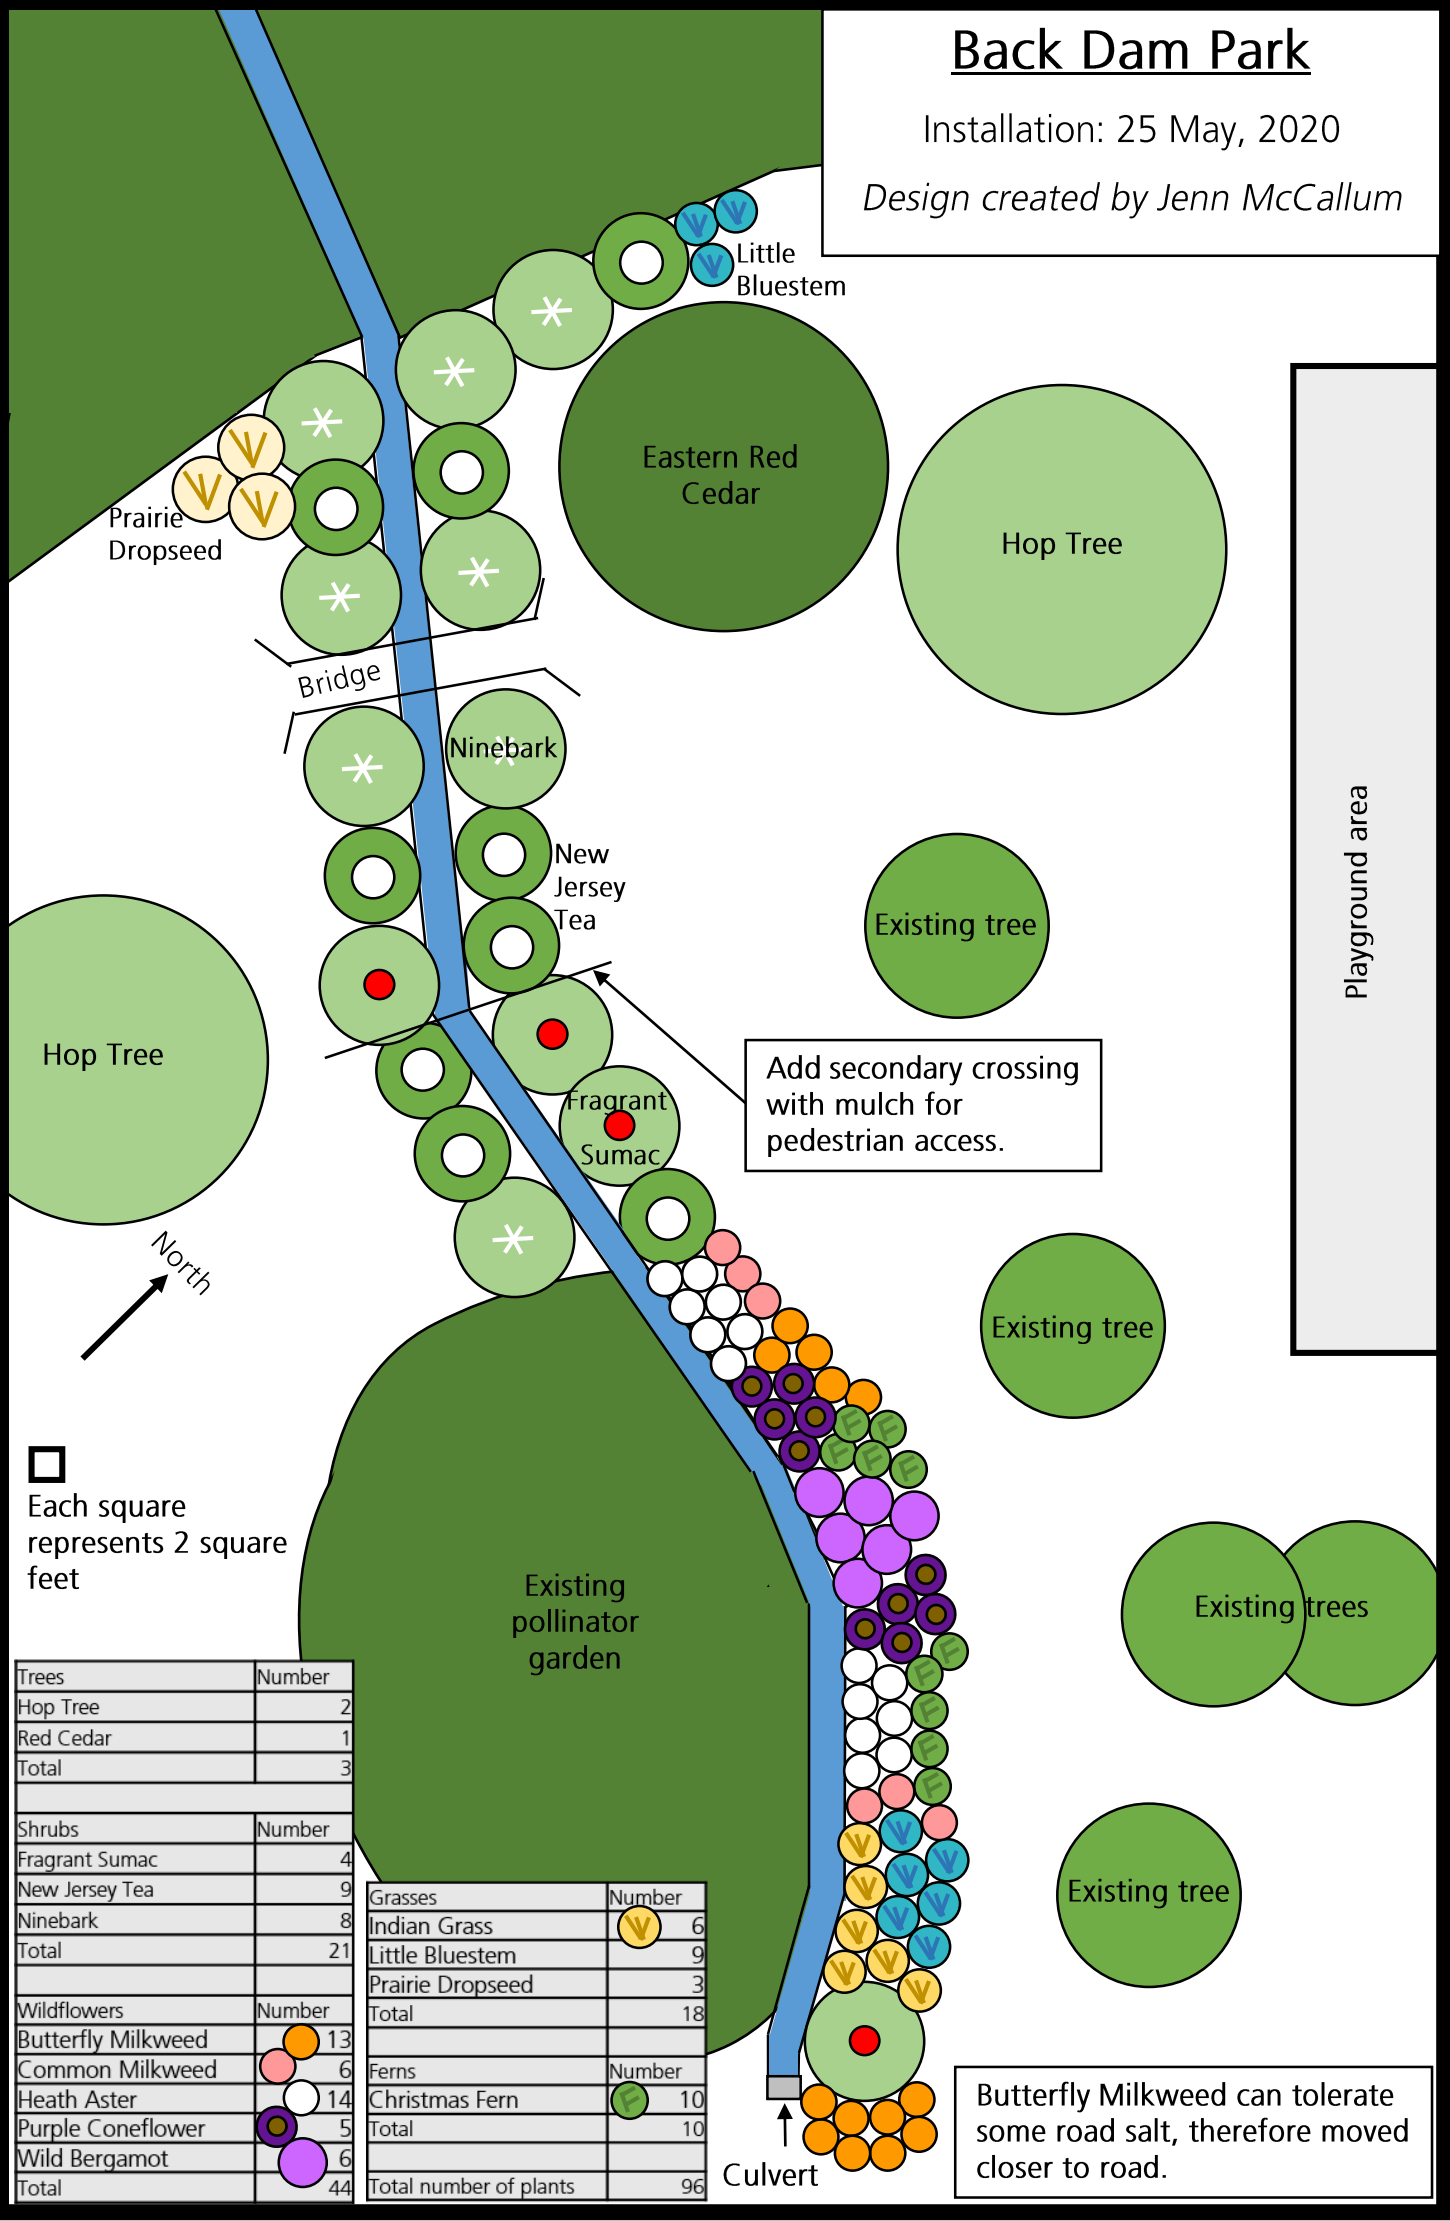 Back Dam Park
Installation: 25 May, 2020
Design created by Jenn McCallum
Little
Bluestem
Eastern Red
Cedar
Hop Tree
Prairie
Dropseed
Bridge
Ninebark
New
Jersey
Tea
Playground area
Existing tree
Hop Tree
Add secondary crossing
with mulch for
pedestrian access.
Fragrant
Sumac
North
Existing tree
Each square
represents 2 square
feet
Existing
pollinator
garden
Existing trees
Existing tree
Trees Number
Hop Tree 2
Red Cedar 1
Total 3
Shrubs Number
Fragrant Sumac 4
New Jersey Tea 9
Ninebark 8
Total 21
Wildflowers Number
Butterfly Milkweed 13
Common Milkweed 6
Heath Aster 14
Purple Coneflower 5
Wild Bergamot 6
Total 44
Grasses Number
Indian Grass 6
Little Bluestem 9
Prairie Dropseed 3
Total 18
Ferns Number
Christmas Fern F 10
Total 10
Total number of plants 96
F
F
F
F
F
F
F
F
F
F
Culvert
Butterfly Milkweed can tolerate
some road salt, therefore moved
closer to road.